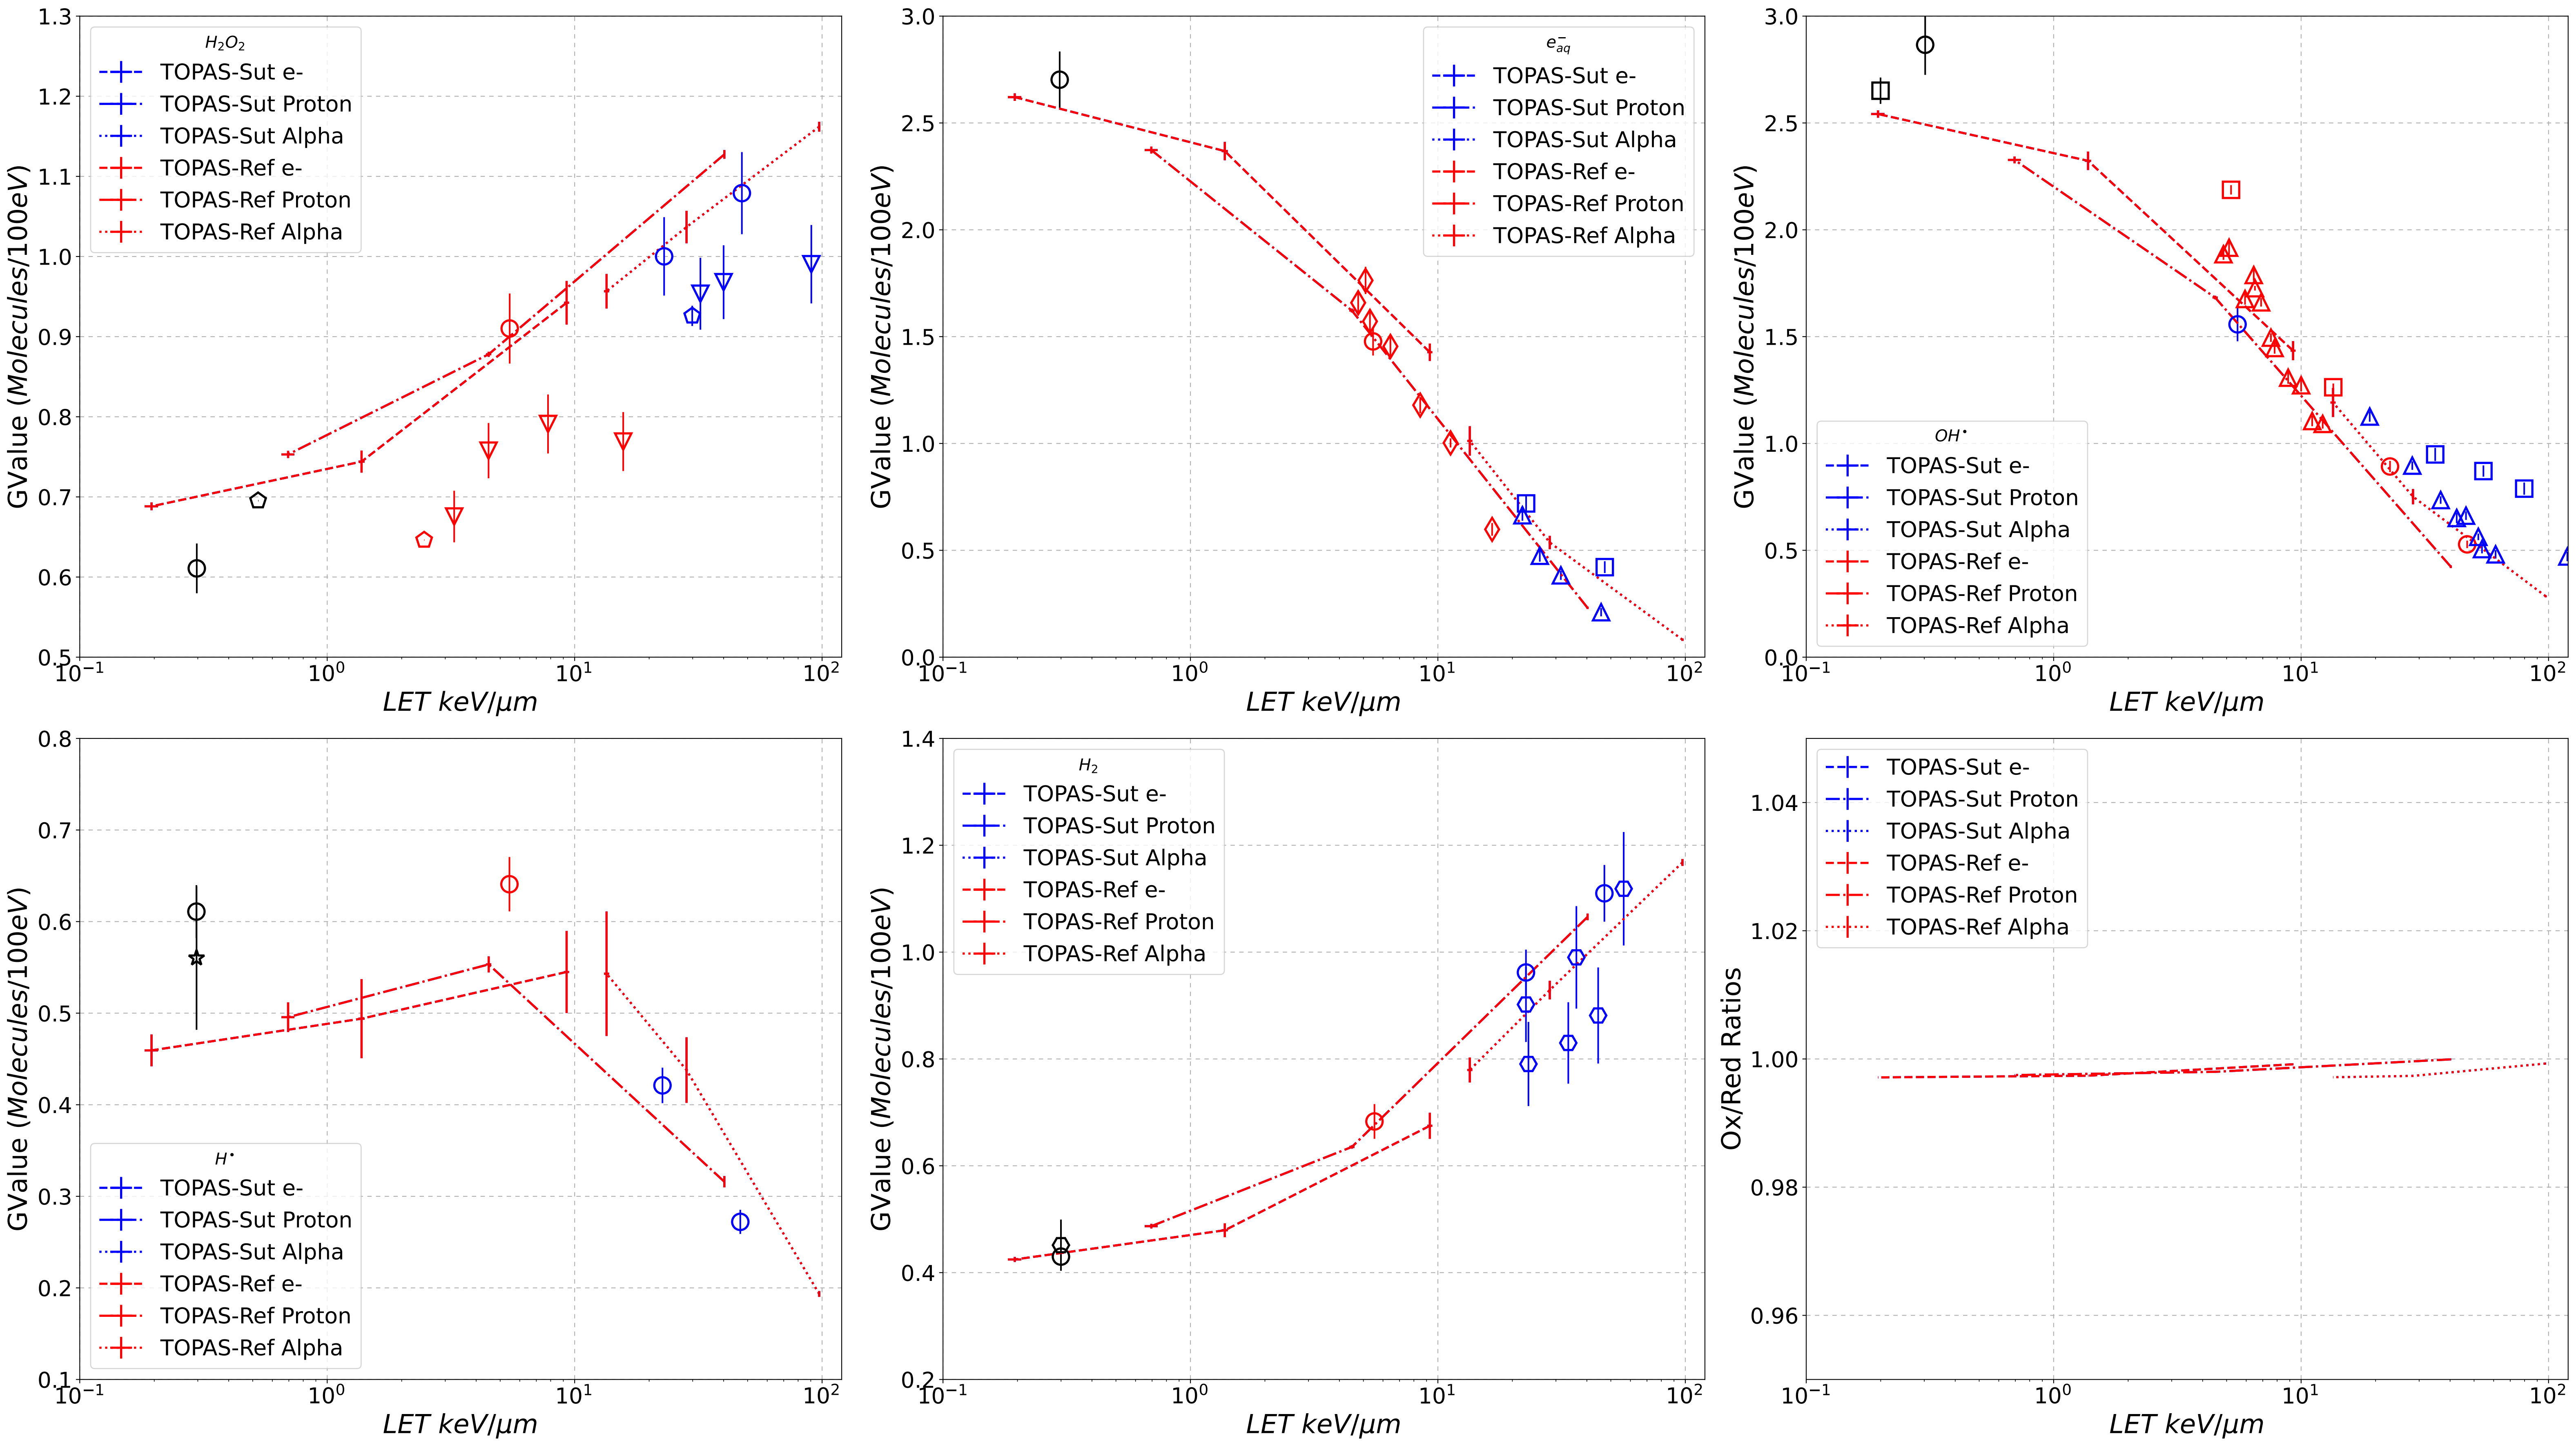 H₂O₂
TOPAS-Sut e-
TOPAS-Sut Proton
TOPAS-Sut Alpha
TOPAS-Ref e-
TOPAS-Ref Proton
TOPAS-Ref Alpha
GValue (Molecules/100eV)
1.3
1.2
1.1
1.0
0.9
0.8
0.7
0.6
0.5
10⁻¹ 10⁰ 10¹ 10²
LET keV/μm
e⁻aq
TOPAS-Sut e-
TOPAS-Sut Proton
TOPAS-Sut Alpha
TOPAS-Ref e-
TOPAS-Ref Proton
TOPAS-Ref Alpha
GValue (Molecules/100eV)
3.0
2.5
2.0
1.5
1.0
0.5
0.0
10⁻¹ 10⁰ 10¹ 10²
LET keV/μm
OH•
TOPAS-Sut e-
TOPAS-Sut Proton
TOPAS-Sut Alpha
TOPAS-Ref e-
TOPAS-Ref Proton
TOPAS-Ref Alpha
GValue (Molecules/100eV)
3.0
2.5
2.0
1.5
1.0
0.5
0.0
10⁻¹ 10⁰ 10¹ 10²
LET keV/μm
H•
TOPAS-Sut e-
TOPAS-Sut Proton
TOPAS-Sut Alpha
TOPAS-Ref e-
TOPAS-Ref Proton
TOPAS-Ref Alpha
GValue (Molecules/100eV)
0.8
0.7
0.6
0.5
0.4
0.3
0.2
0.1
10⁻¹ 10⁰ 10¹ 10²
LET keV/μm
H₂
TOPAS-Sut e-
TOPAS-Sut Proton
TOPAS-Sut Alpha
TOPAS-Ref e-
TOPAS-Ref Proton
TOPAS-Ref Alpha
GValue (Molecules/100eV)
1.4
1.2
1.0
0.8
0.6
0.4
0.2
10⁻¹ 10⁰ 10¹ 10²
LET keV/μm
TOPAS-Sut e-
TOPAS-Sut Proton
TOPAS-Sut Alpha
TOPAS-Ref e-
TOPAS-Ref Proton
TOPAS-Ref Alpha
Ox/Red Ratios
1.04
1.02
1.00
0.98
0.96
10⁻¹ 10⁰ 10¹ 10²
LET keV/μm